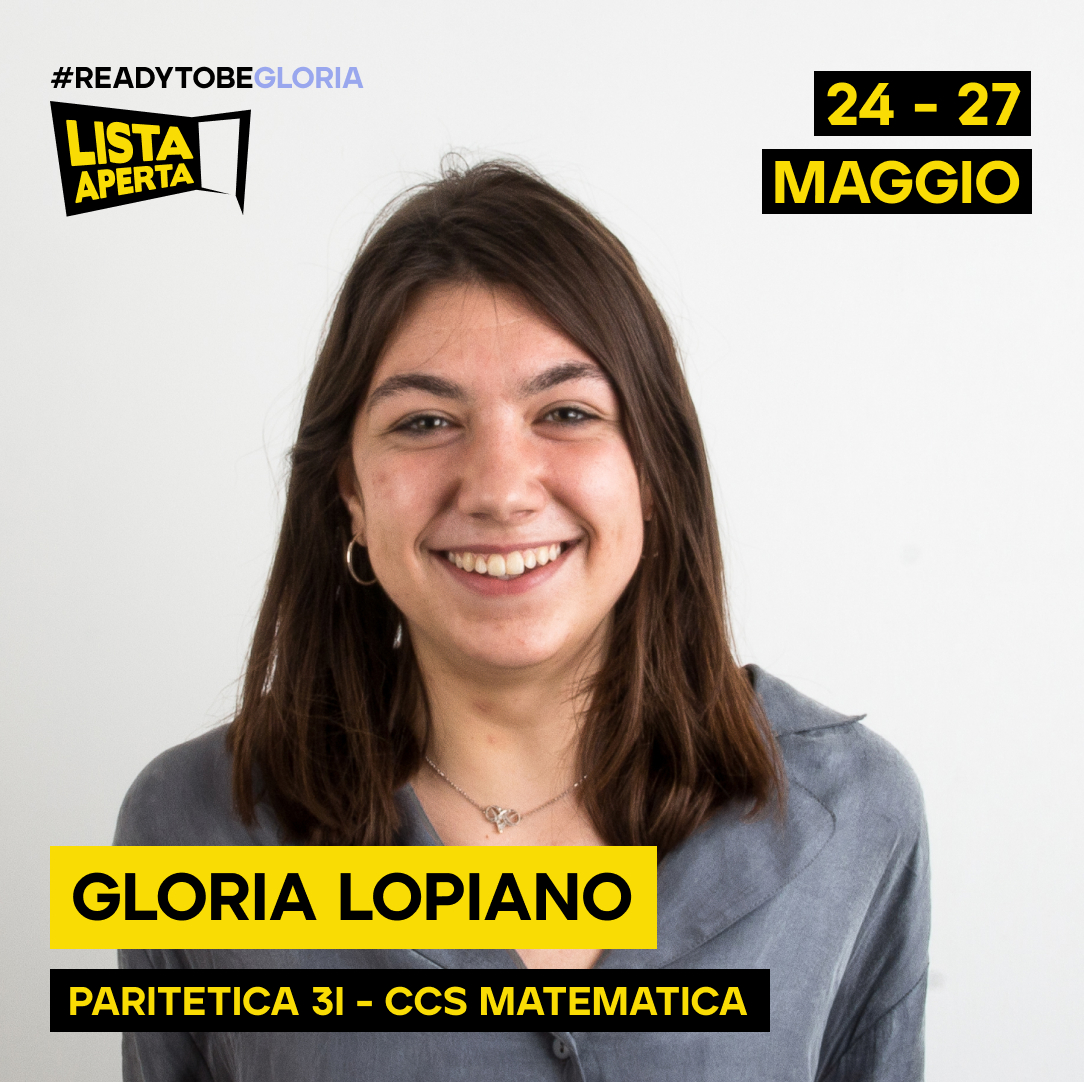 #READYTOBEGLORIA
LISTA
APERTA
24 - 27
MAGGIO
GLORIA LOPIANO
PARITETICA 3I - CCS MATEMATICA